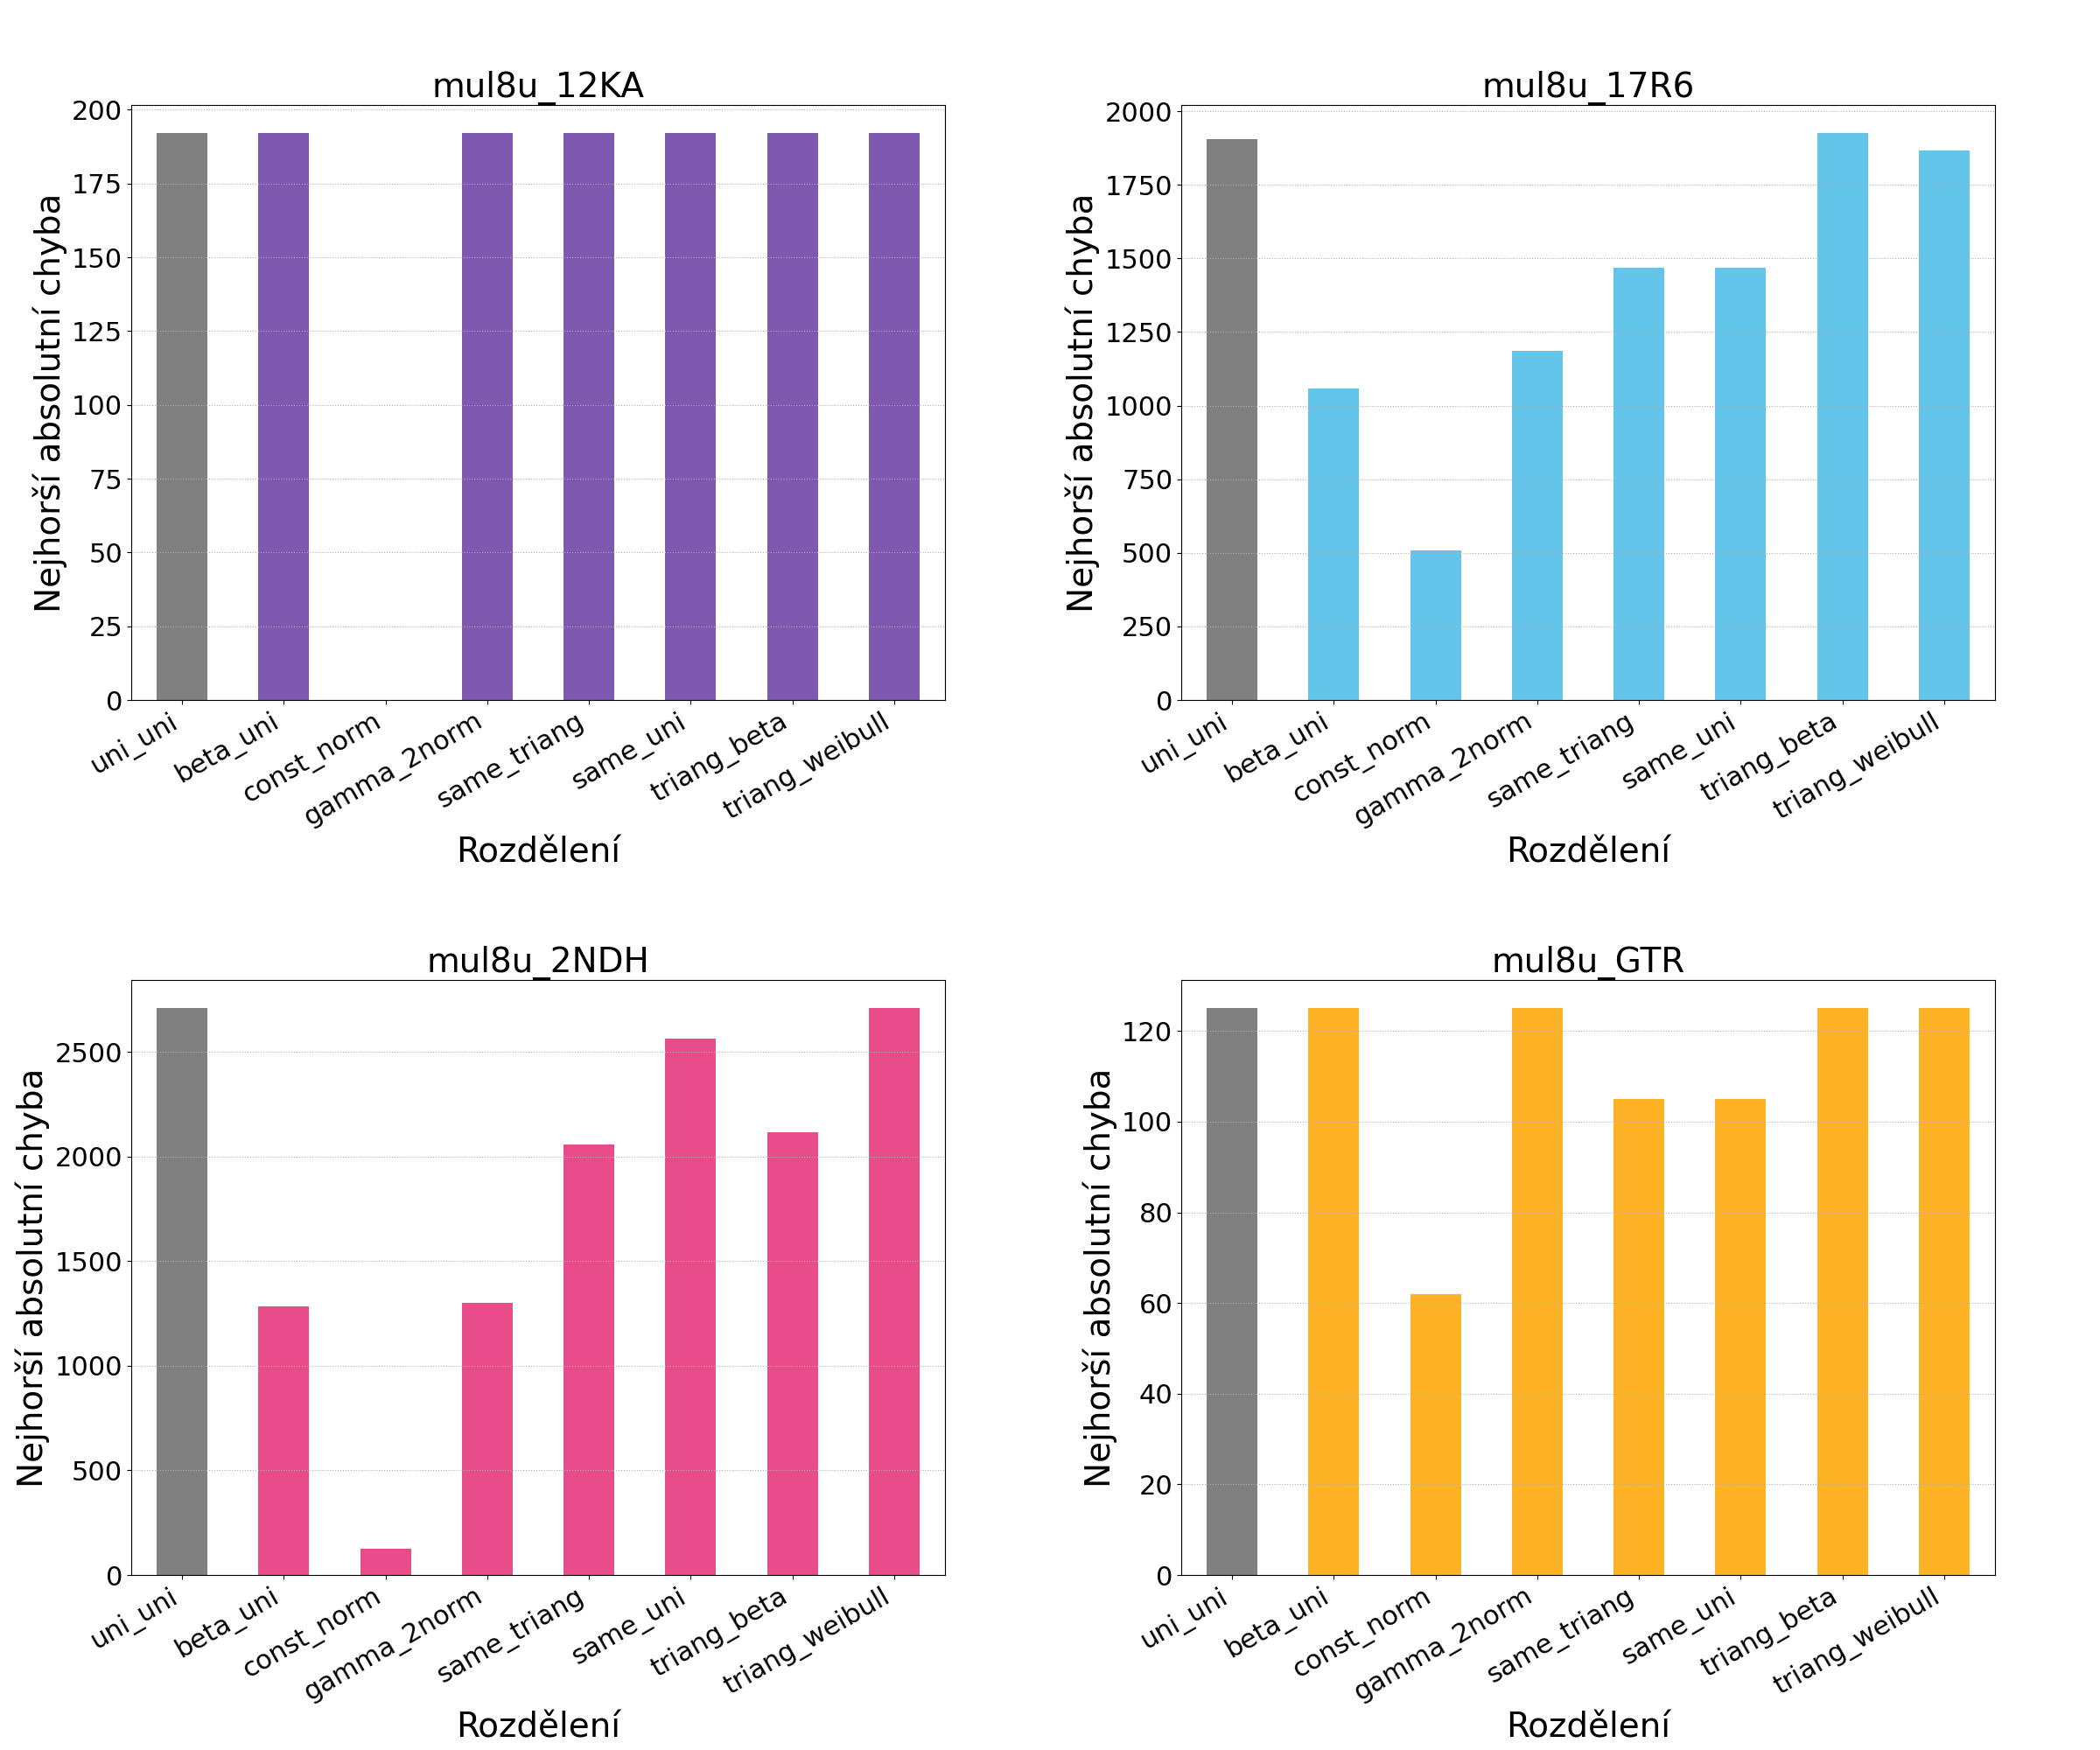 mul8u_12KA
Nejhorší absolutní chyba
200
175
150
125
100
75
50
25
0
uni_uni
beta_uni
const_norm
gamma_2norm
same_triang
same_uni
triang_beta
triang_weibull
Rozdělení
mul8u_17R6
Nejhorší absolutní chyba
2000
1750
1500
1250
1000
750
500
250
0
uni_uni
beta_uni
const_norm
gamma_2norm
same_triang
same_uni
triang_beta
triang_weibull
Rozdělení
mul8u_2NDH
Nejhorší absolutní chyba
2500
2000
1500
1000
500
0
uni_uni
beta_uni
const_norm
gamma_2norm
same_triang
same_uni
triang_beta
triang_weibull
Rozdělení
mul8u_GTR
Nejhorší absolutní chyba
120
100
80
60
40
20
0
uni_uni
beta_uni
const_norm
gamma_2norm
same_triang
same_uni
triang_beta
triang_weibull
Rozdělení